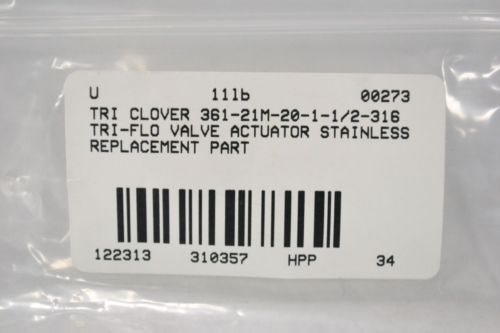 U 11lb 00273
TRI CLOVER 361-21M-20-1-1/2-316
TRI-FLO VALVE ACTUATOR STAINLESS
REPLACEMENT PART
122313 310357 HPP 34